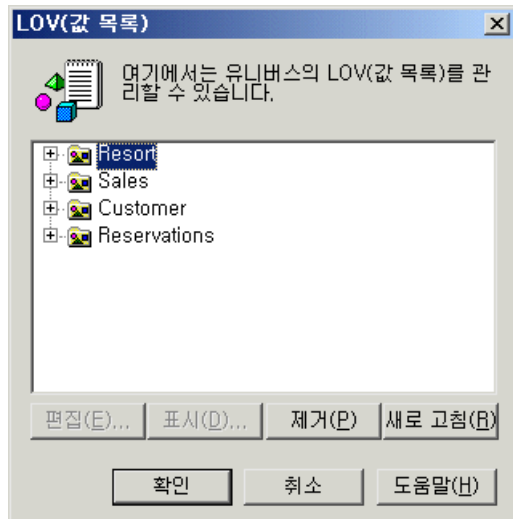 LOV(값 목록)
여기에서는 유니버스의 LOV(값 목록)를 관
리할 수 있습니다.
Resort
Sales
Customer
Reservations
편집(E)... 표시(D)... 제거(P) 새로 고침(R)
확인 취소 도움말(H)